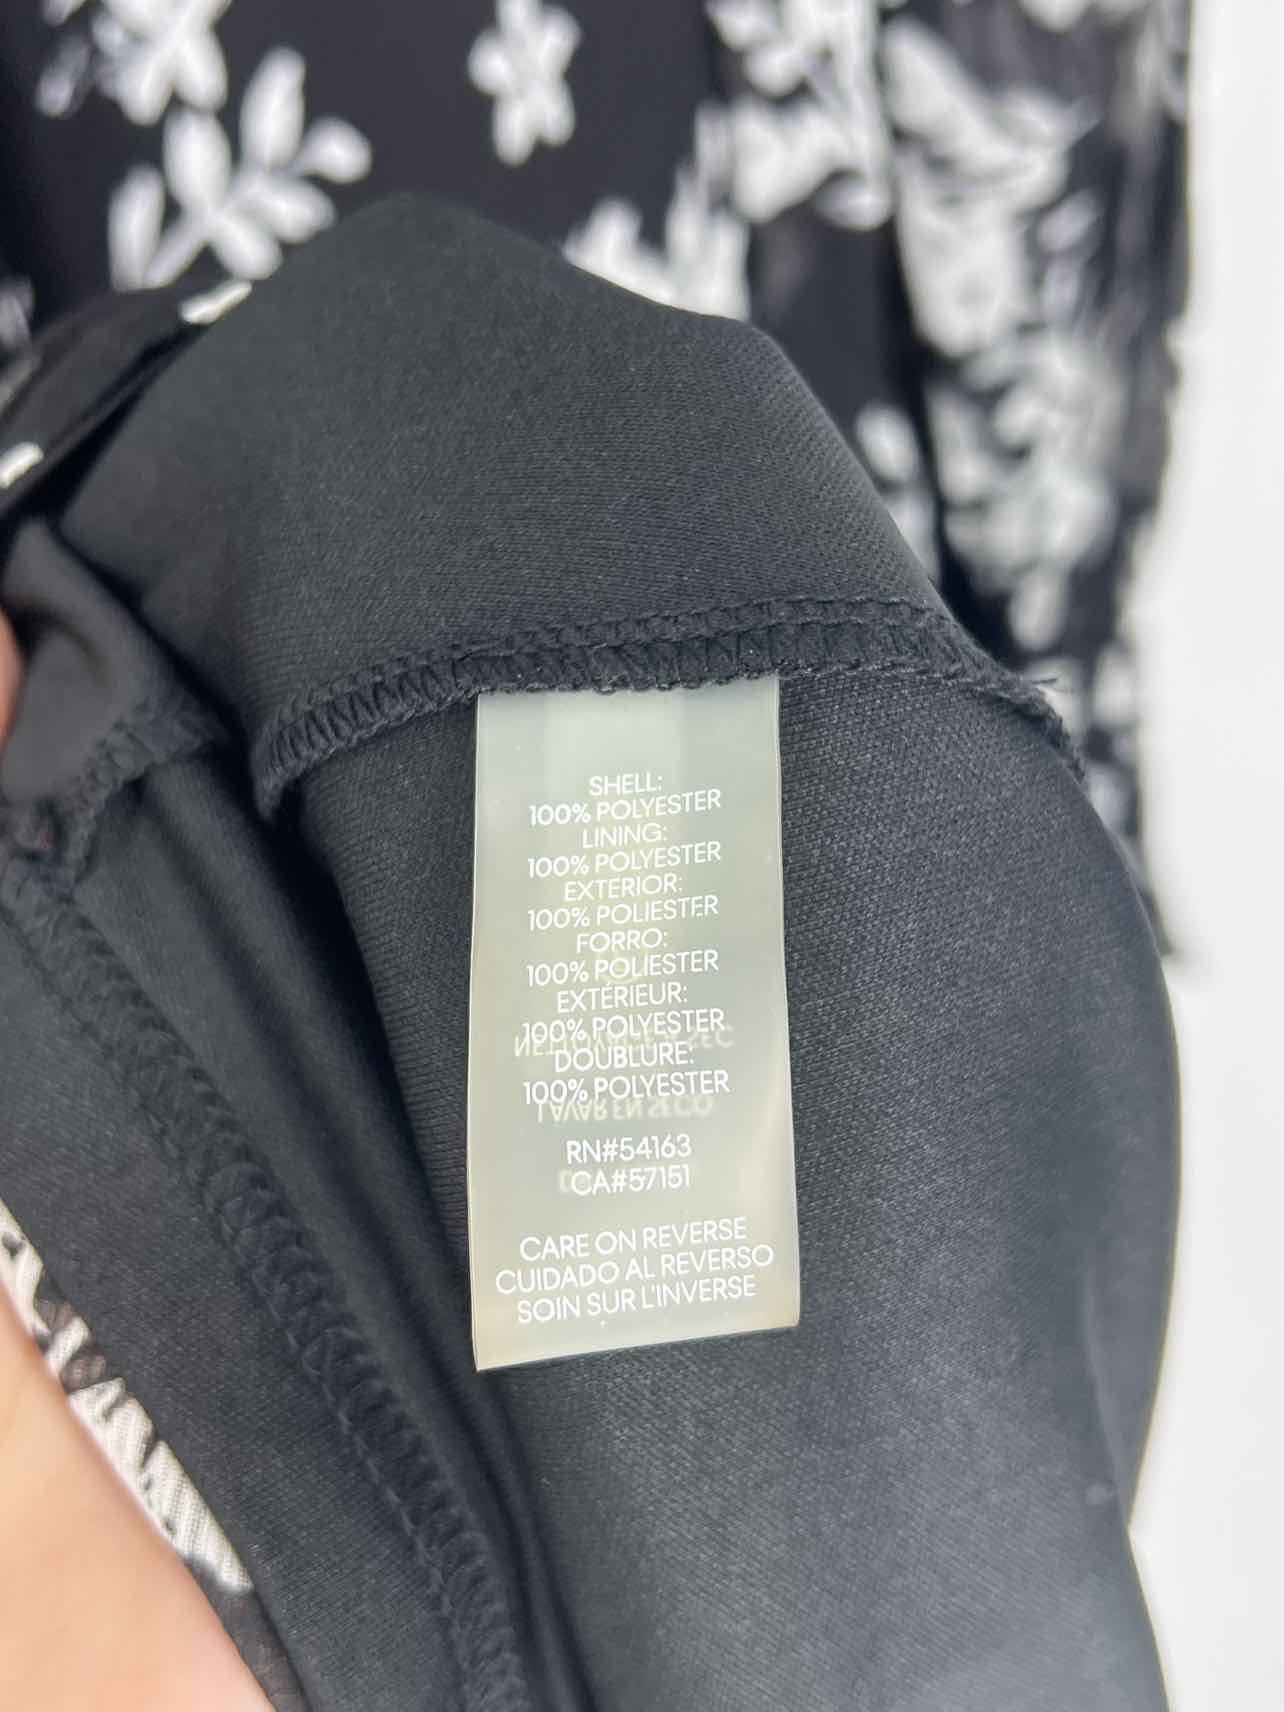 SHELL:
100% POLYESTER
LINING:
100% POLYESTER
EXTERIOR:
100% POLIESTER
FORRO:
100% POLIESTER
EXTÉRIEUR:
100% POLYESTER
DOUBLURE:
100% POLYESTER
RN#54163
CA#57151
CARE ON REVERSE
CUIDADO AL REVERSO
SOIN SUR L'INVERSE